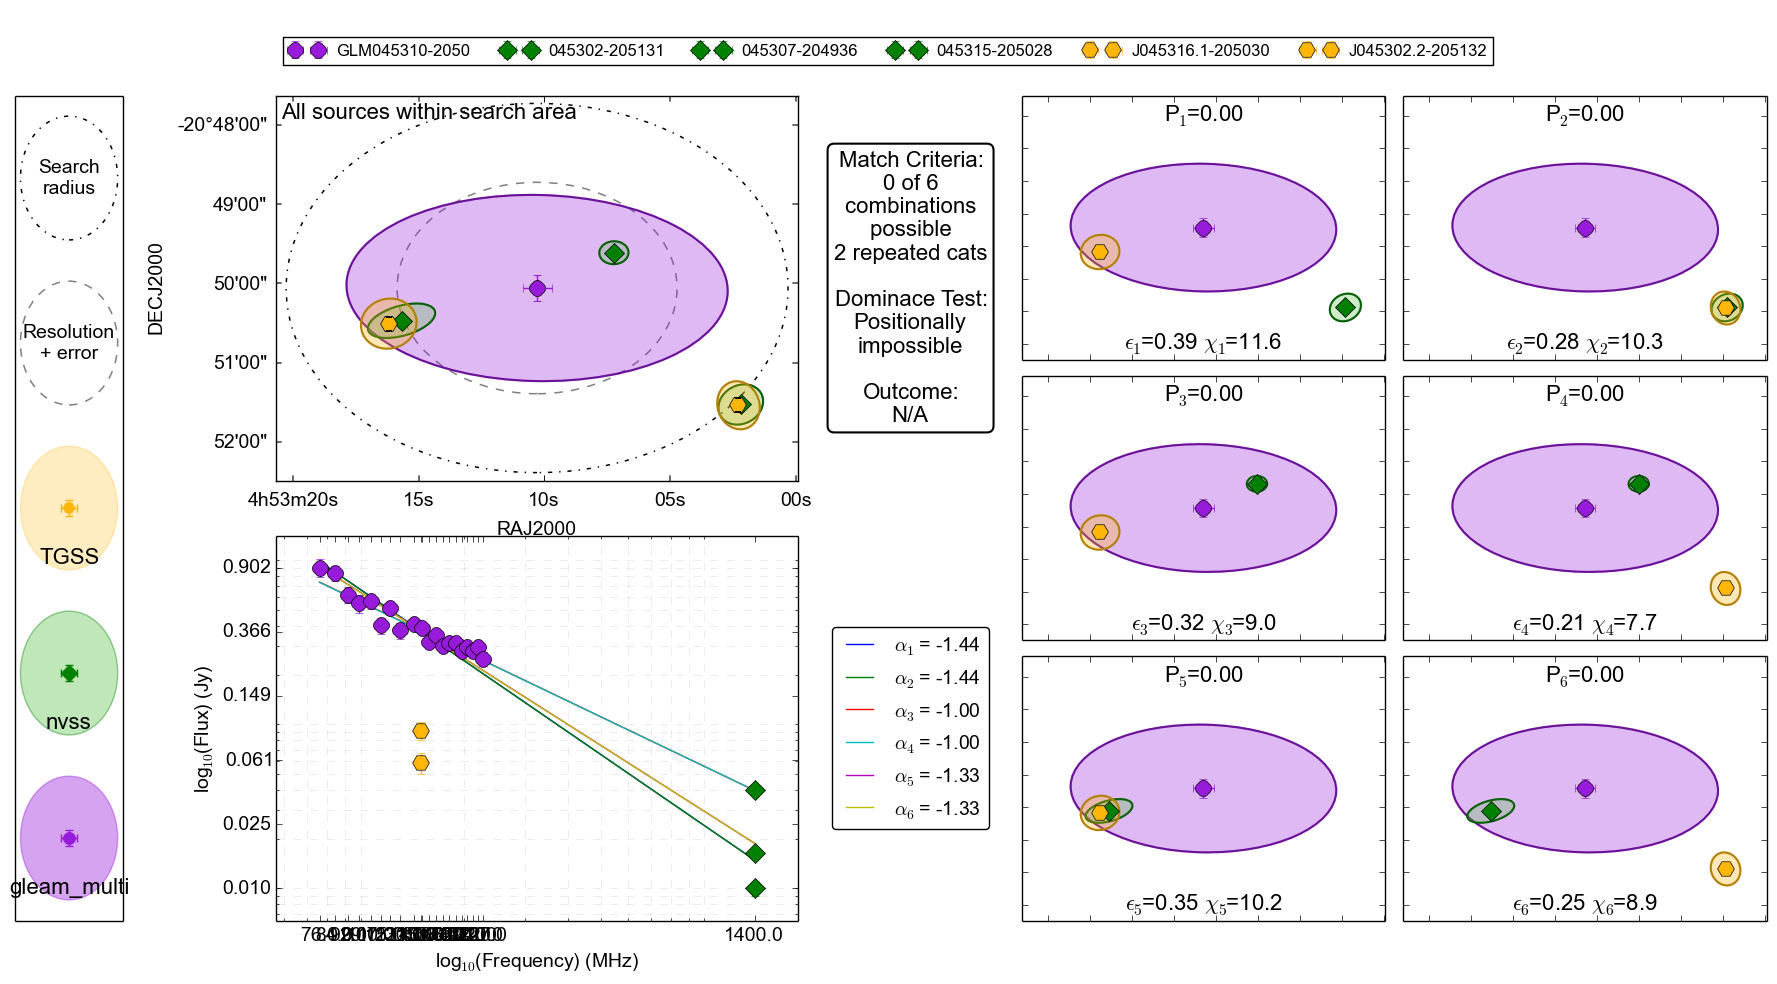 GLM045310-2050 045302-205131 045307-204936 045315-205028 J045316.1-205030 J045302.2-205132
Search
radius
Resolution
+ error
TGSS
nvss
gleam_multi
All sources within search area
-20°48'00"
49'00"
50'00"
51'00"
52'00"
DECJ2000
4h53m20s 15s 10s 05s 00s
RAJ2000
Match Criteria:
0 of 6
combinations
possible
2 repeated cats
Dominace Test:
Positionally
impossible
Outcome:
N/A
0.902
0.366
0.149
0.061
0.025
0.010
log₁₀(Flux) (Jy)
1400.0
log₁₀(Frequency) (MHz)
α₁ = -1.44
α₂ = -1.44
α₃ = -1.00
α₄ = -1.00
α₅ = -1.33
α₆ = -1.33
P₁=0.00
ϵ₁=0.39 χ₁=11.6
P₂=0.00
ϵ₂=0.28 χ₂=10.3
P₃=0.00
ϵ₃=0.32 χ₃=9.0
P₄=0.00
ϵ₄=0.21 χ₄=7.7
P₅=0.00
ϵ₅=0.35 χ₅=10.2
P₆=0.00
ϵ₆=0.25 χ₆=8.9